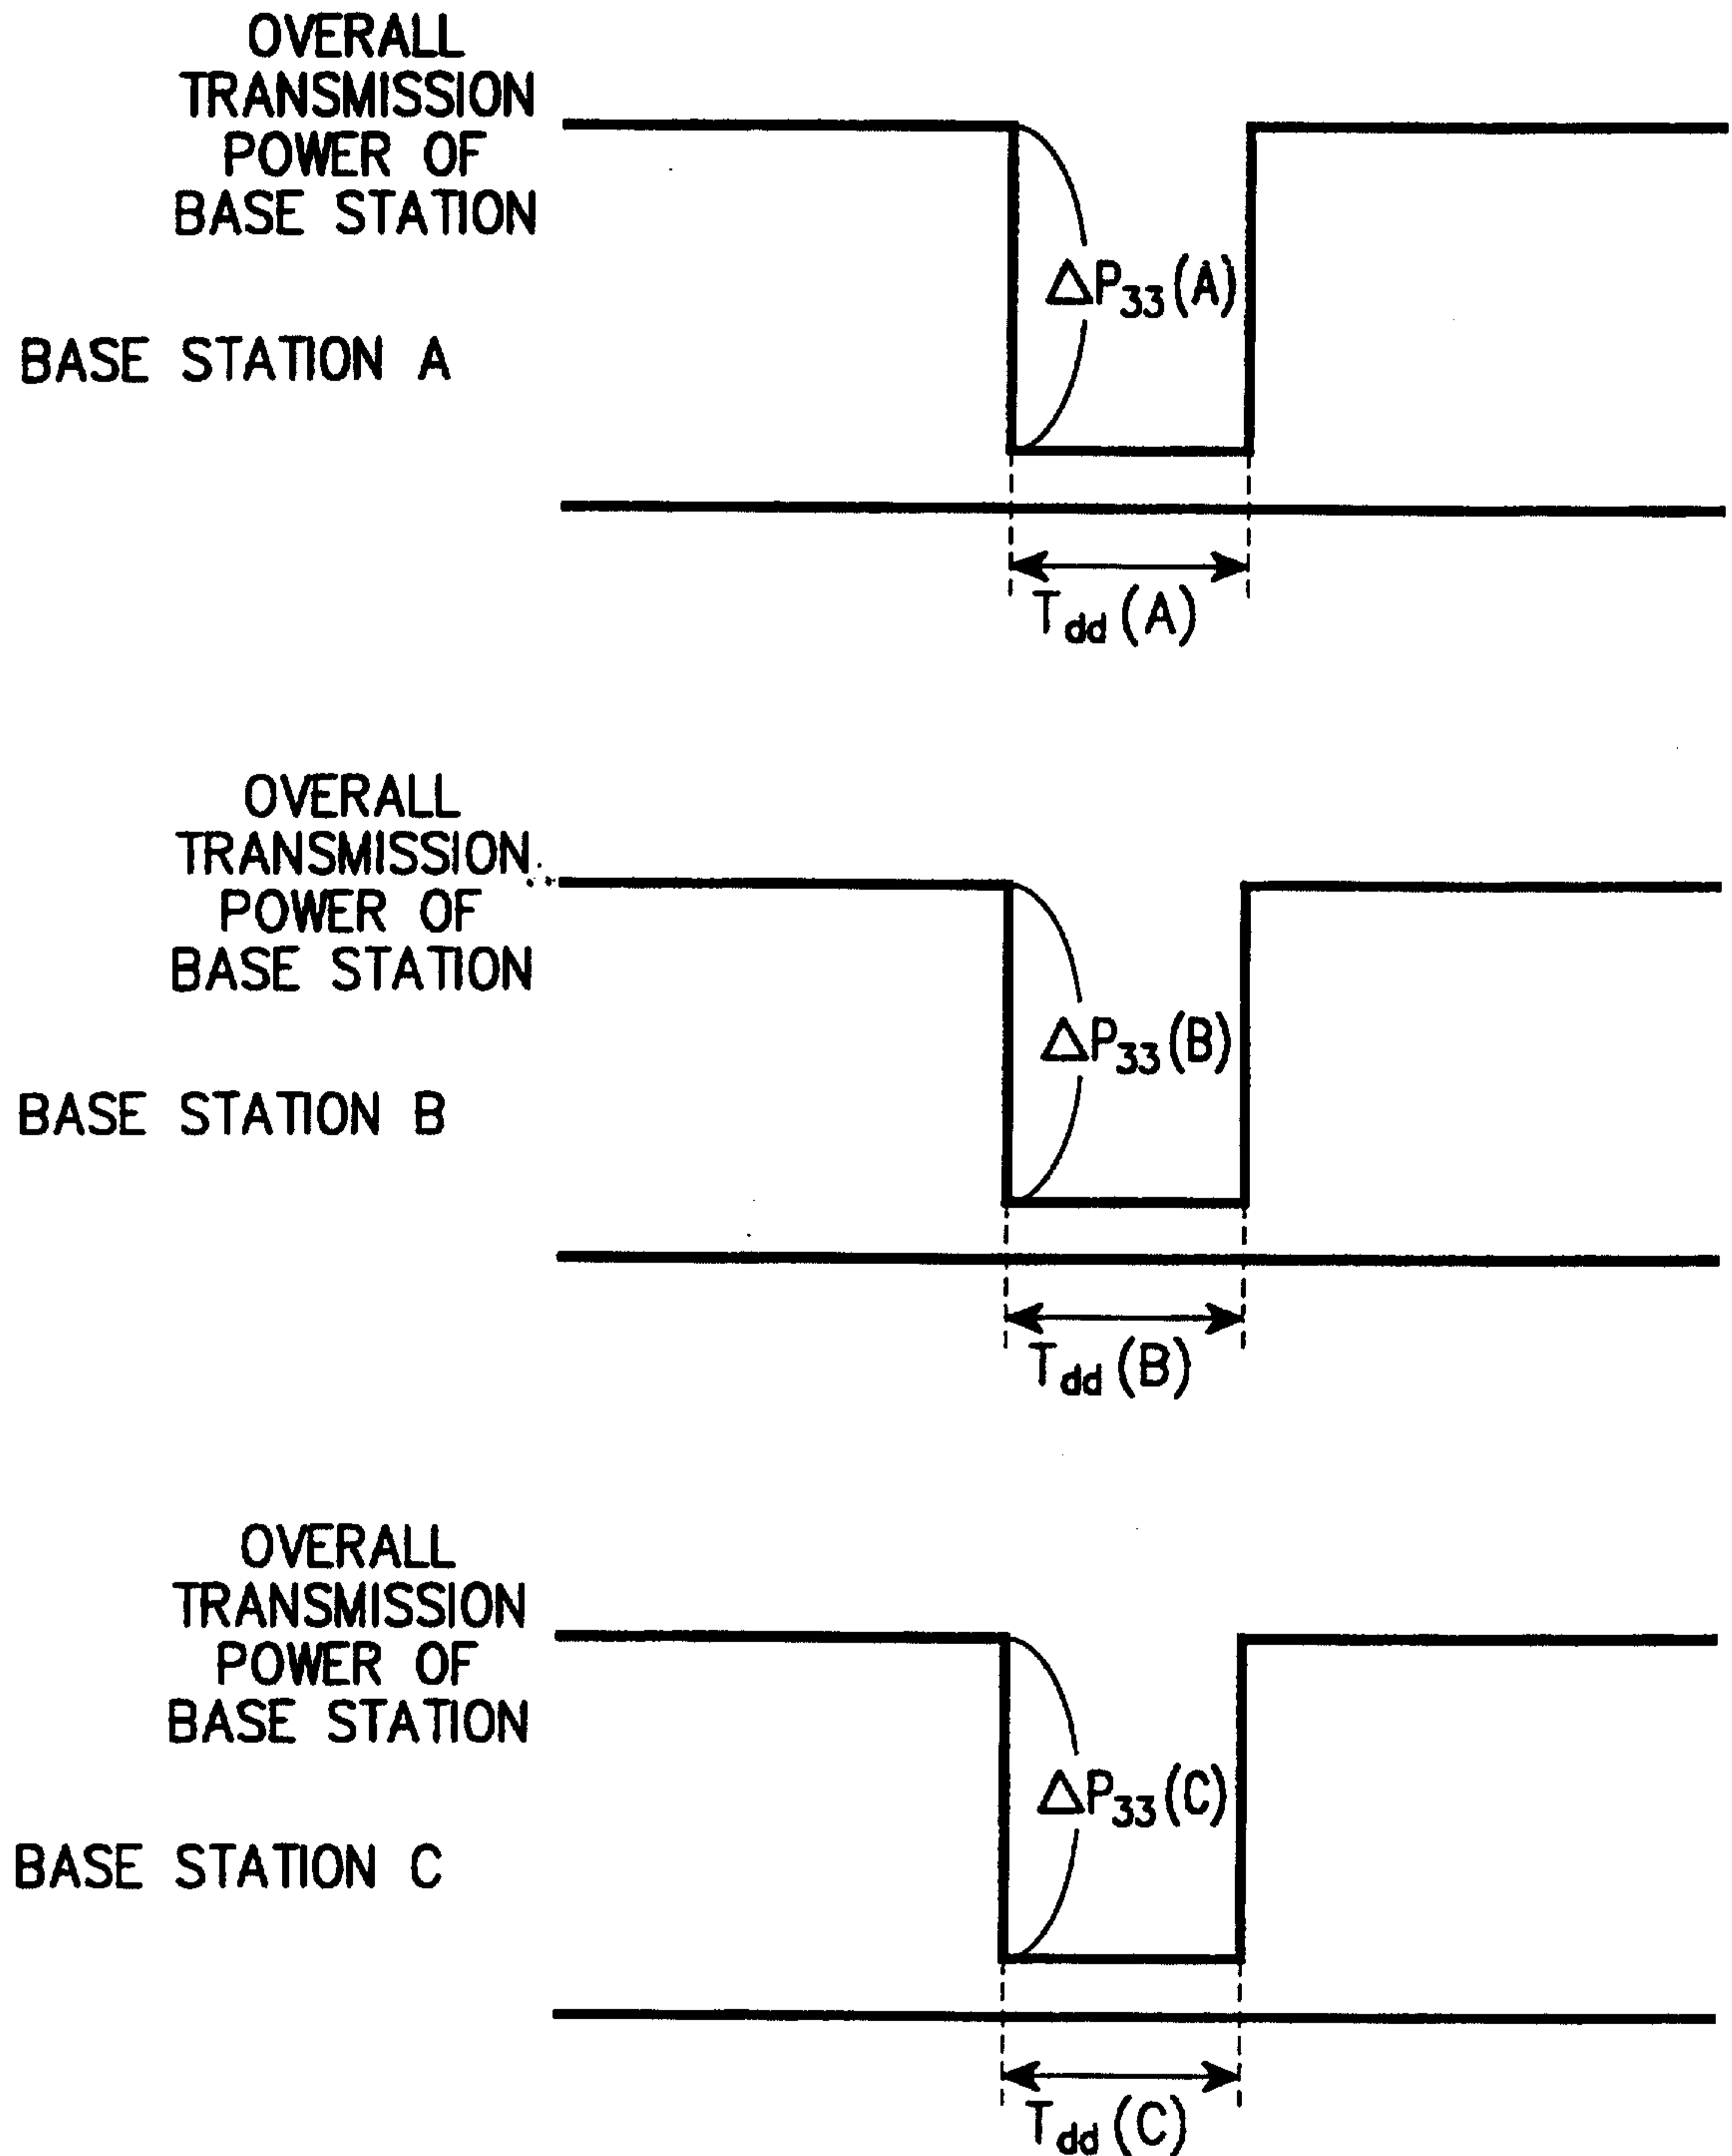 OVERALL
TRANSMISSION
POWER OF
BASE STATION
ΔP33(A)
BASE STATION A
Tdd(A)
OVERALL
TRANSMISSION
POWER OF
BASE STATION
ΔP33(B)
BASE STATION B
Tdd(B)
OVERALL
TRANSMISSION
POWER OF
BASE STATION
ΔP33(C)
BASE STATION C
Tdd(C)